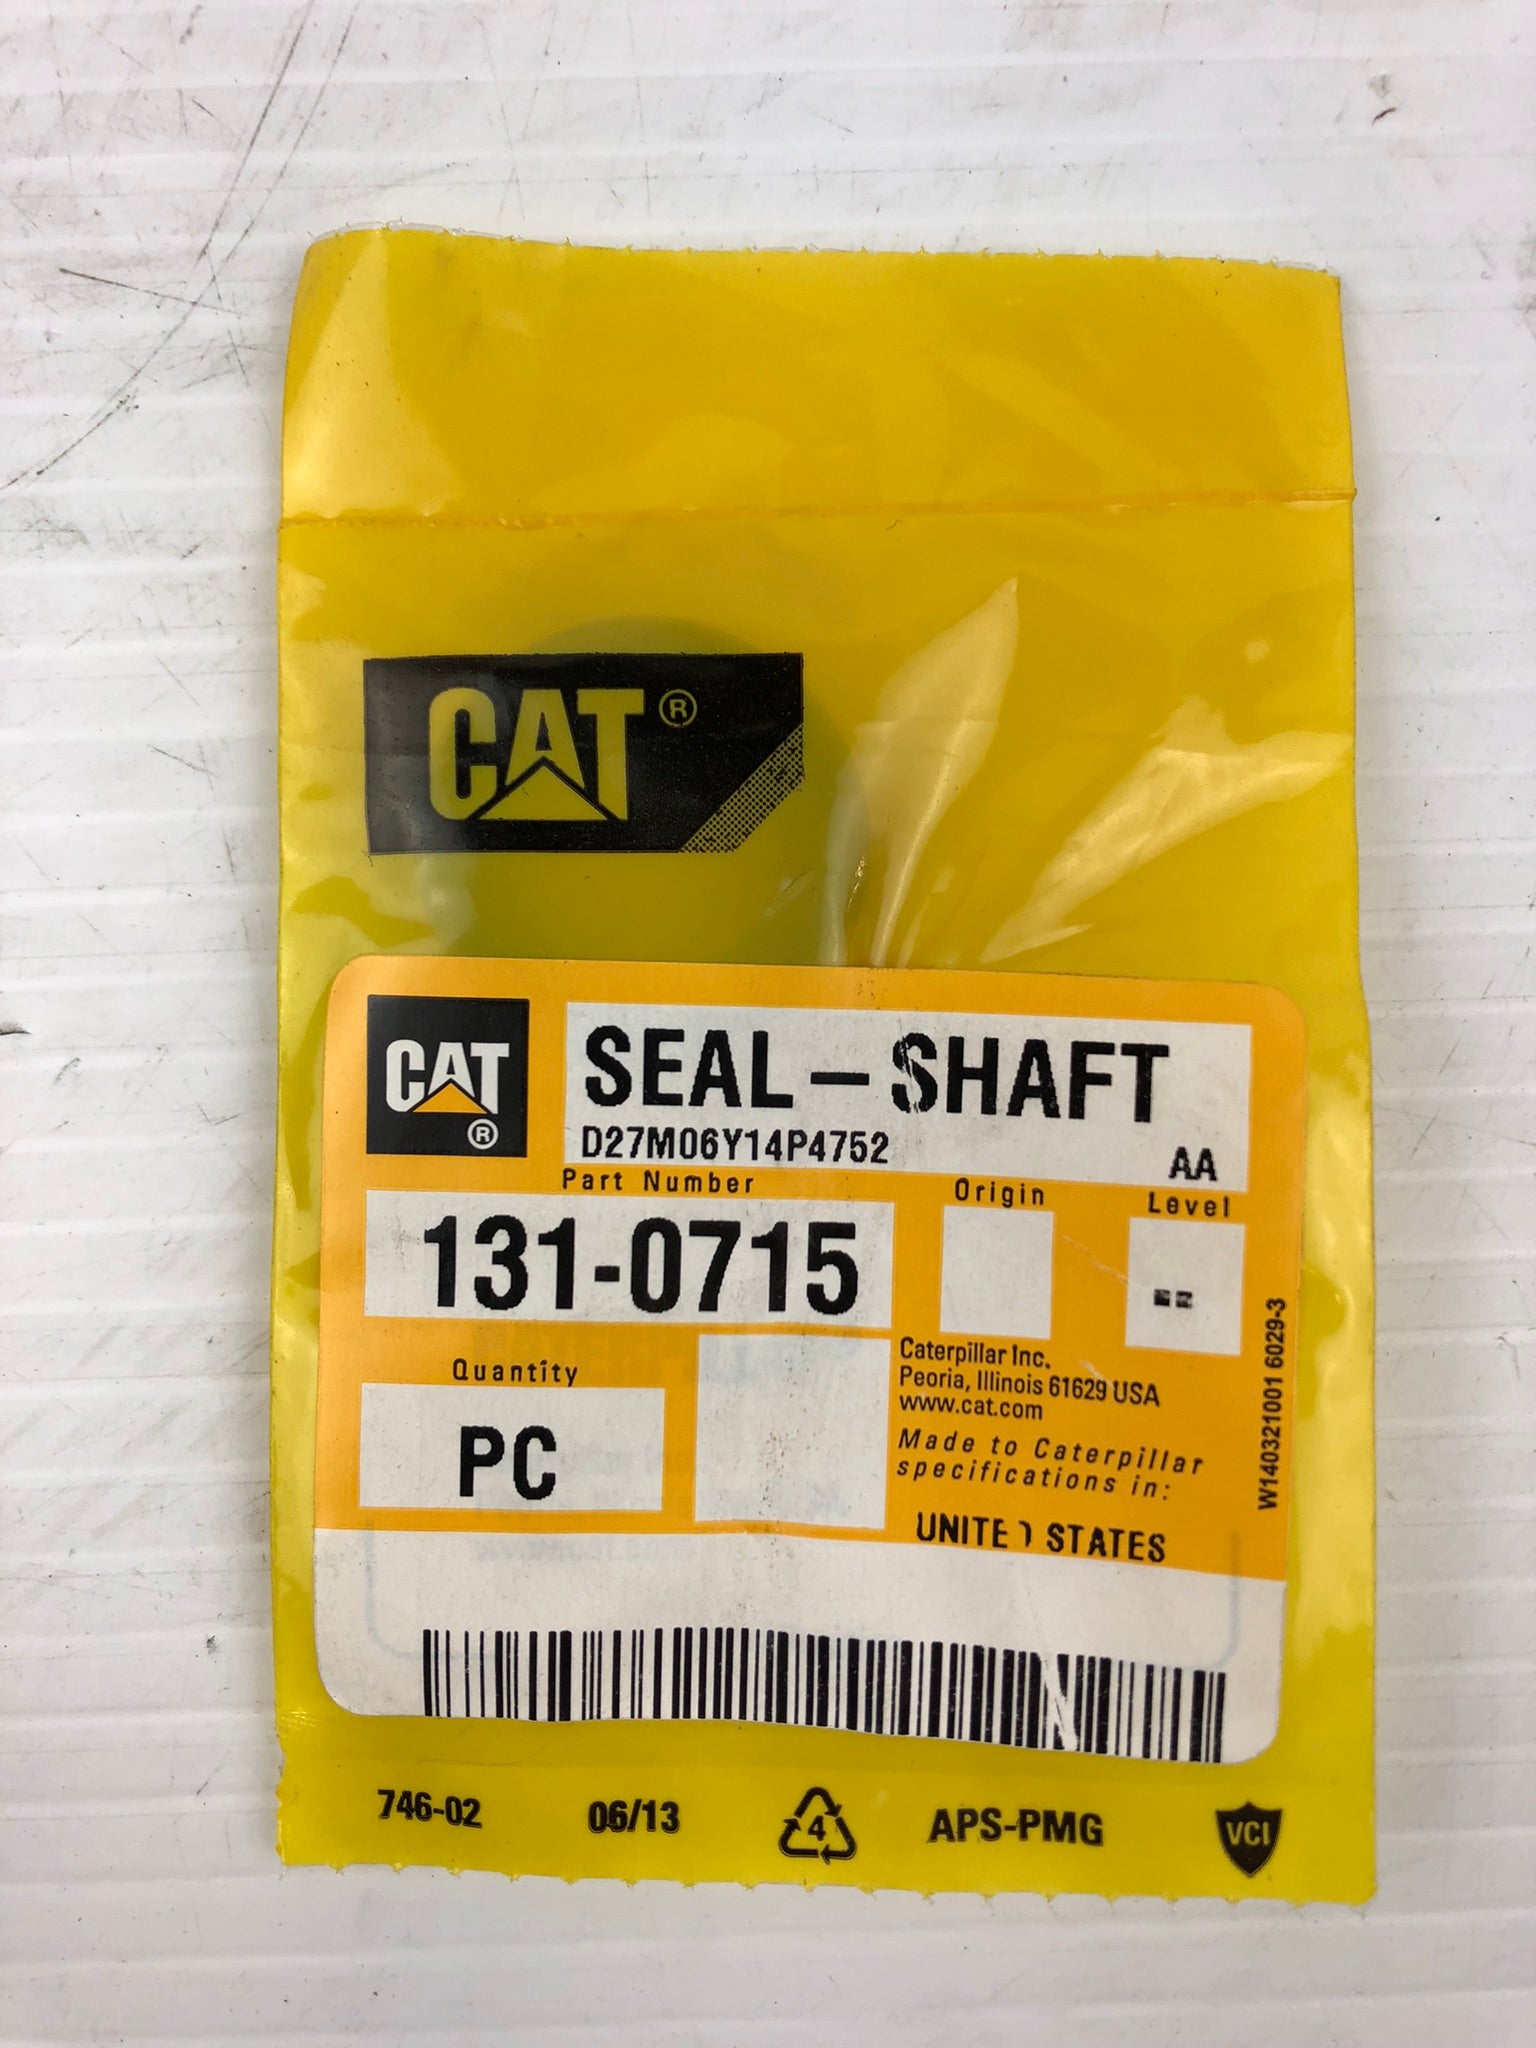 CAT®
CAT®
SEAL-SHAFT
D27M06Y14P4752 AA
Part Number Origin Level
131-0715
--
Quantity
PC
Caterpillar Inc.
Peoria, Illinois 61629 USA
www.cat.com
Made to Caterpillar
specifications in:
UNITED STATES
W140321001 6029-3
746-02 06/13 4 APS-PMG VCI